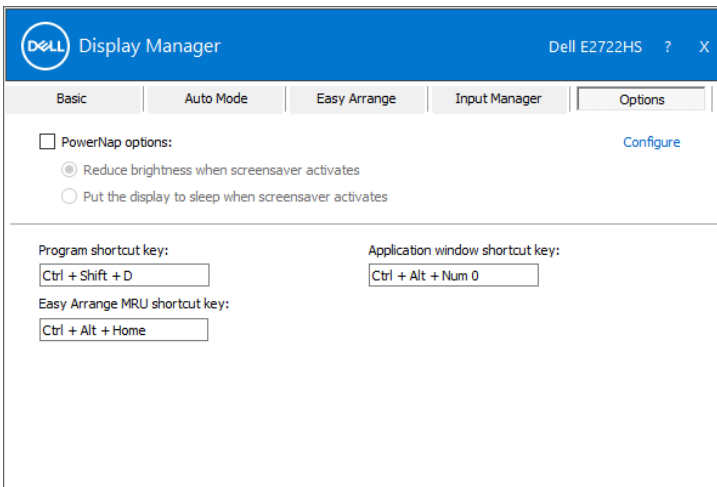 DELL Display Manager Dell E2722HS ? X
Basic Auto Mode Easy Arrange Input Manager Options
PowerNap options: Configure
Reduce brightness when screensaver activates
Put the display to sleep when screensaver activates
Program shortcut key: Application window shortcut key:
Ctrl + Shift + D Ctrl + Alt + Num 0
Easy Arrange MRU shortcut key:
Ctrl + Alt + Home